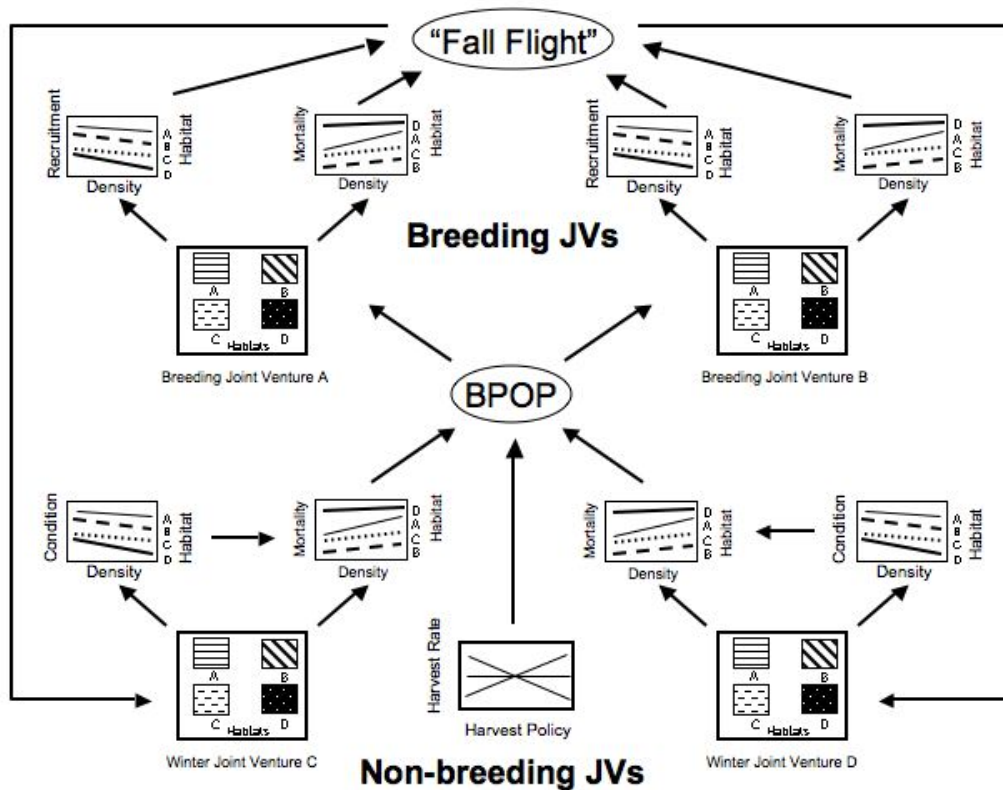 “Fall Flight”
Recruitment
A
B
C
D
Habitat
Density
Mortality
D
A
C
B
Habitat
Density
Recruitment
A
B
C
D
Habitat
Density
Mortality
D
A
C
B
Habitat
Density
Breeding JVs
A
B
C
D
Habitats
Breeding Joint Venture A
A
B
C
D
Habitats
Breeding Joint Venture B
BPOP
Condition
A
B
C
D
Habitat
Density
Mortality
D
A
C
B
Habitat
Density
Mortality
D
A
C
B
Habitat
Density
Condition
A
B
C
D
Habitat
Density
A
B
C
D
Habitats
Winter Joint Venture C
Harvest Rate
Harvest Policy
A
B
C
D
Habitats
Winter Joint Venture D
Non-breeding JVs